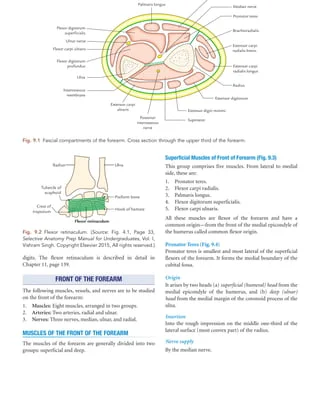 Palmaris longus
Median nerve
Pronator teres
Brachioradialis
Extensor carpi
radialis brevis
Extensor carpi
radialis longus
Radius
Extensor digitorum
Extensor digiti minimi
Supinator
Posterior
interosseous
nerve
Extensor carpi
ulnaris
Interosseous
membrane
Ulna
Flexor digitorum
profundus
Flexor carpi ulnaris
Ulnar nerve
Flexor digitorum
superficialis
Fig. 9.1 Fascial compartments of the forearm. Cross section through the upper third of the forearm.
Radius
Ulna
Tubercle of
scaphoid
Pisiform bone
Crest of
trapezium
Hook of hamate
Flexor retinaculum
Fig. 9.2 Flexor retinaculum. (Source: Fig. 4.1, Page 33,
Selective Anatomy Prep Manual for Undergraduates, Vol. I,
Vishram Singh. Copyright Elsevier 2015, All rights reserved.)
digits. The flexor retinaculum is described in detail in
Chapter 11, page 139.
FRONT OF THE FOREARM
The following muscles, vessels, and nerves are to be studied
on the front of the forearm:
1. Muscles: Eight muscles, arranged in two groups.
2. Arteries: Two arteries, radial and ulnar.
3. Nerves: Three nerves, median, ulnar, and radial.
MUSCLES OF THE FRONT OF THE FOREARM
The muscles of the forearm are generally divided into two
groups: superficial and deep.
Superficial Muscles of Front of Forearm (Fig. 9.3)
This group comprises five muscles. From lateral to medial
side, these are:
1. Pronator teres.
2. Flexor carpi radialis.
3. Palmaris longus.
4. Flexor digitorum superficialis.
5. Flexor carpi ulnaris.
All these muscles are flexor of the forearm and have a
common origin—from the front of the medial epicondyle of
the humerus called common flexor origin.
Pronator Teres (Fig. 9.4)
Pronator teres is smallest and most lateral of the superficial
flexors of the forearm. It forms the medial boundary of the
cubital fossa.
Origin
It arises by two heads (a) superficial (humeral) head from the
medial epicondyle of the humerus, and (b) deep (ulnar)
head from the medial margin of the coronoid process of the
ulna.
Insertion
Into the rough impression on the middle one-third of the
lateral surface (most convex part) of the radius.
Nerve supply
By the median nerve.